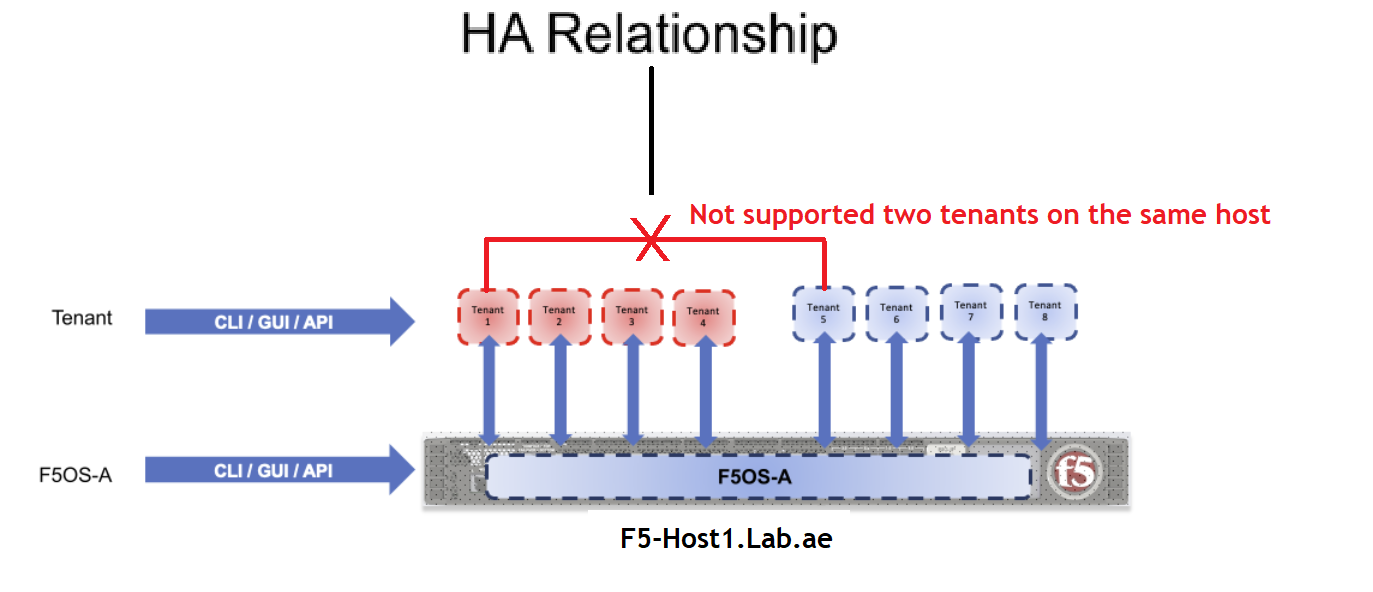 HA Relationship
Not supported two tenants on the same host
Tenant
CLI / GUI / API
Tenant
1
Tenant
2
Tenant
3
Tenant
4
Tenant
5
Tenant
6
Tenant
7
Tenant
8
F5OS-A
CLI / GUI / API
F5OS-A
f5
F5-Host1.Lab.ae